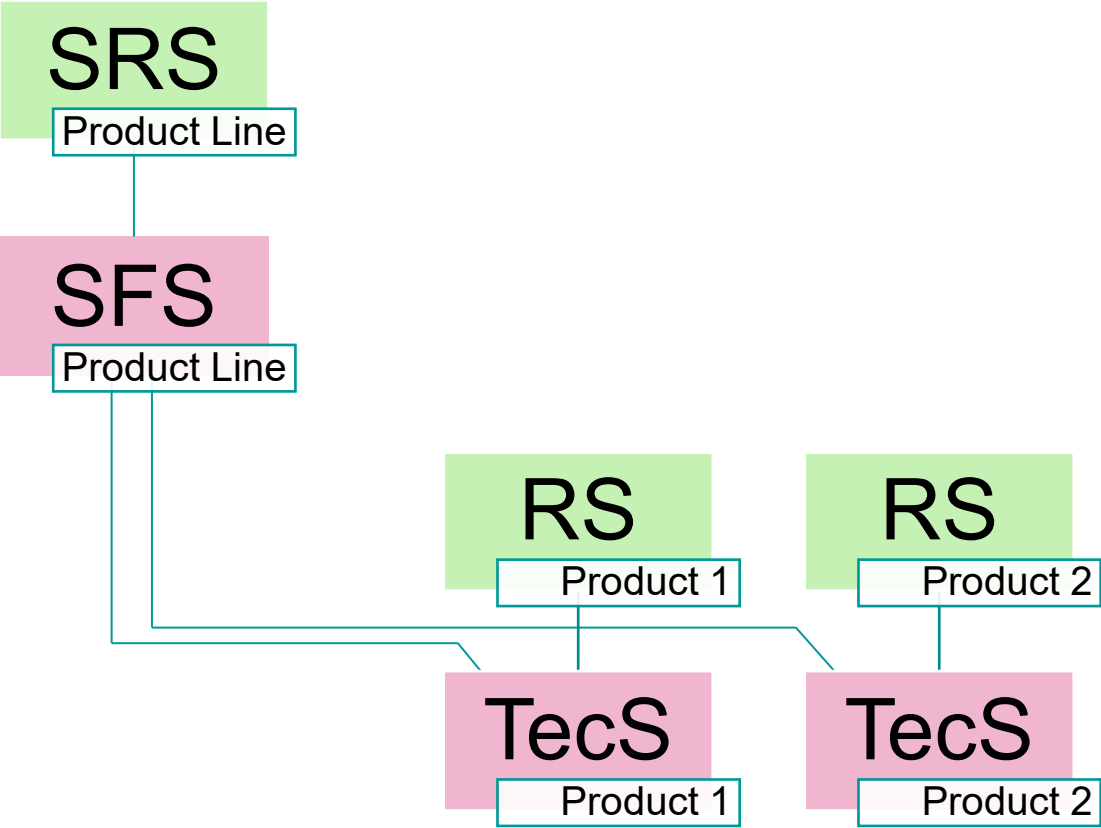 SRS
Product Line
SFS
Product Line
RS
Product 1
RS
Product 2
TecS
Product 1
TecS
Product 2